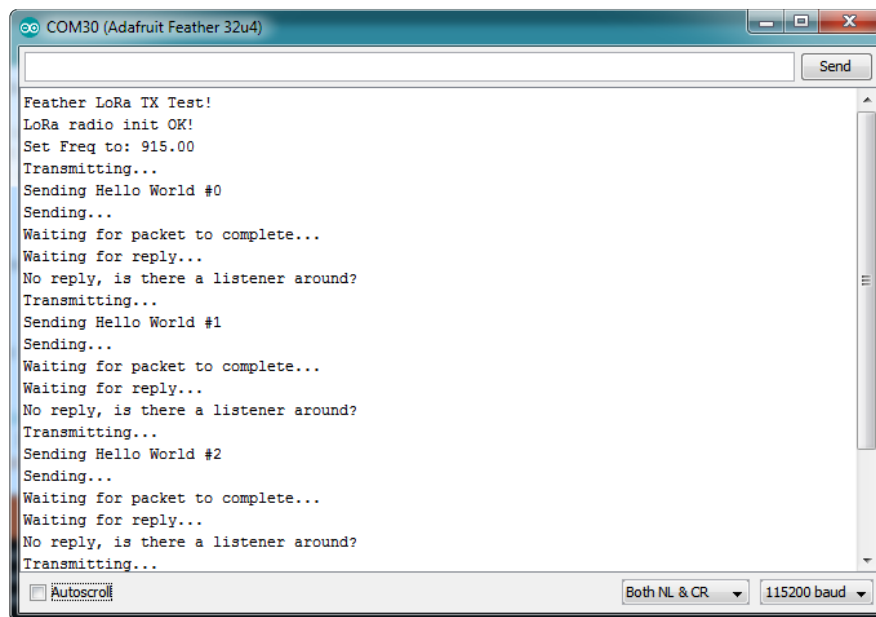 COM30 (Adafruit Feather 32u4)
Send
Feather LoRa TX Test!
LoRa radio init OK!
Set Freq to: 915.00
Transmitting...
Sending Hello World #0
Sending...
Waiting for packet to complete...
Waiting for reply...
No reply, is there a listener around?
Transmitting...
Sending Hello World #1
Sending...
Waiting for packet to complete...
Waiting for reply...
No reply, is there a listener around?
Transmitting...
Sending Hello World #2
Sending...
Waiting for packet to complete...
Waiting for reply...
No reply, is there a listener around?
Transmitting...
Autoscroll Both NL & CR 115200 baud